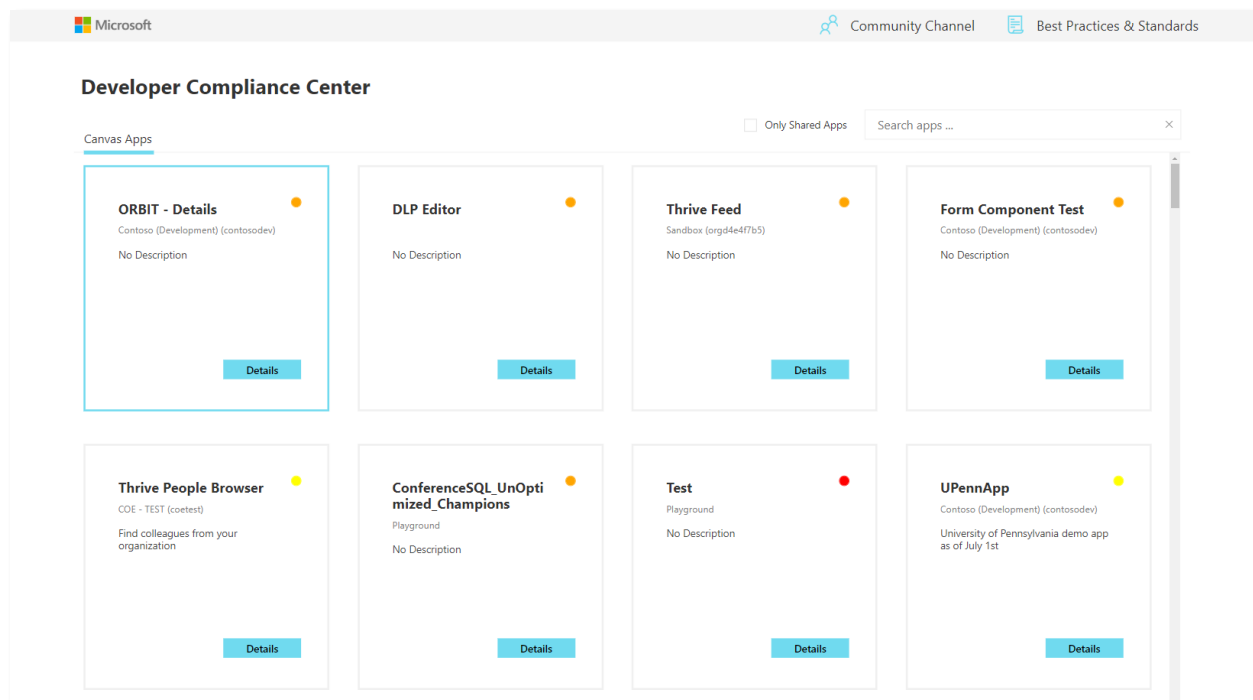 Microsoft
Community Channel
Best Practices & Standards
Developer Compliance Center
Canvas Apps
Only Shared Apps
Search apps ...
ORBIT - Details
Contoso (Development) (contosodev)
No Description
Details
DLP Editor
No Description
Details
Thrive Feed
Sandbox (orgd4e4f7b5)
No Description
Details
Form Component Test
Contoso (Development) (contosodev)
No Description
Details
Thrive People Browser
COE - TEST (coetest)
Find colleagues from your
organization
Details
ConferenceSQL_UnOpti
mized_Champions
Playground
No Description
Details
Test
Playground
No Description
Details
UPennApp
Contoso (Development) (contosodev)
University of Pennsylvania demo app
as of July 1st
Details